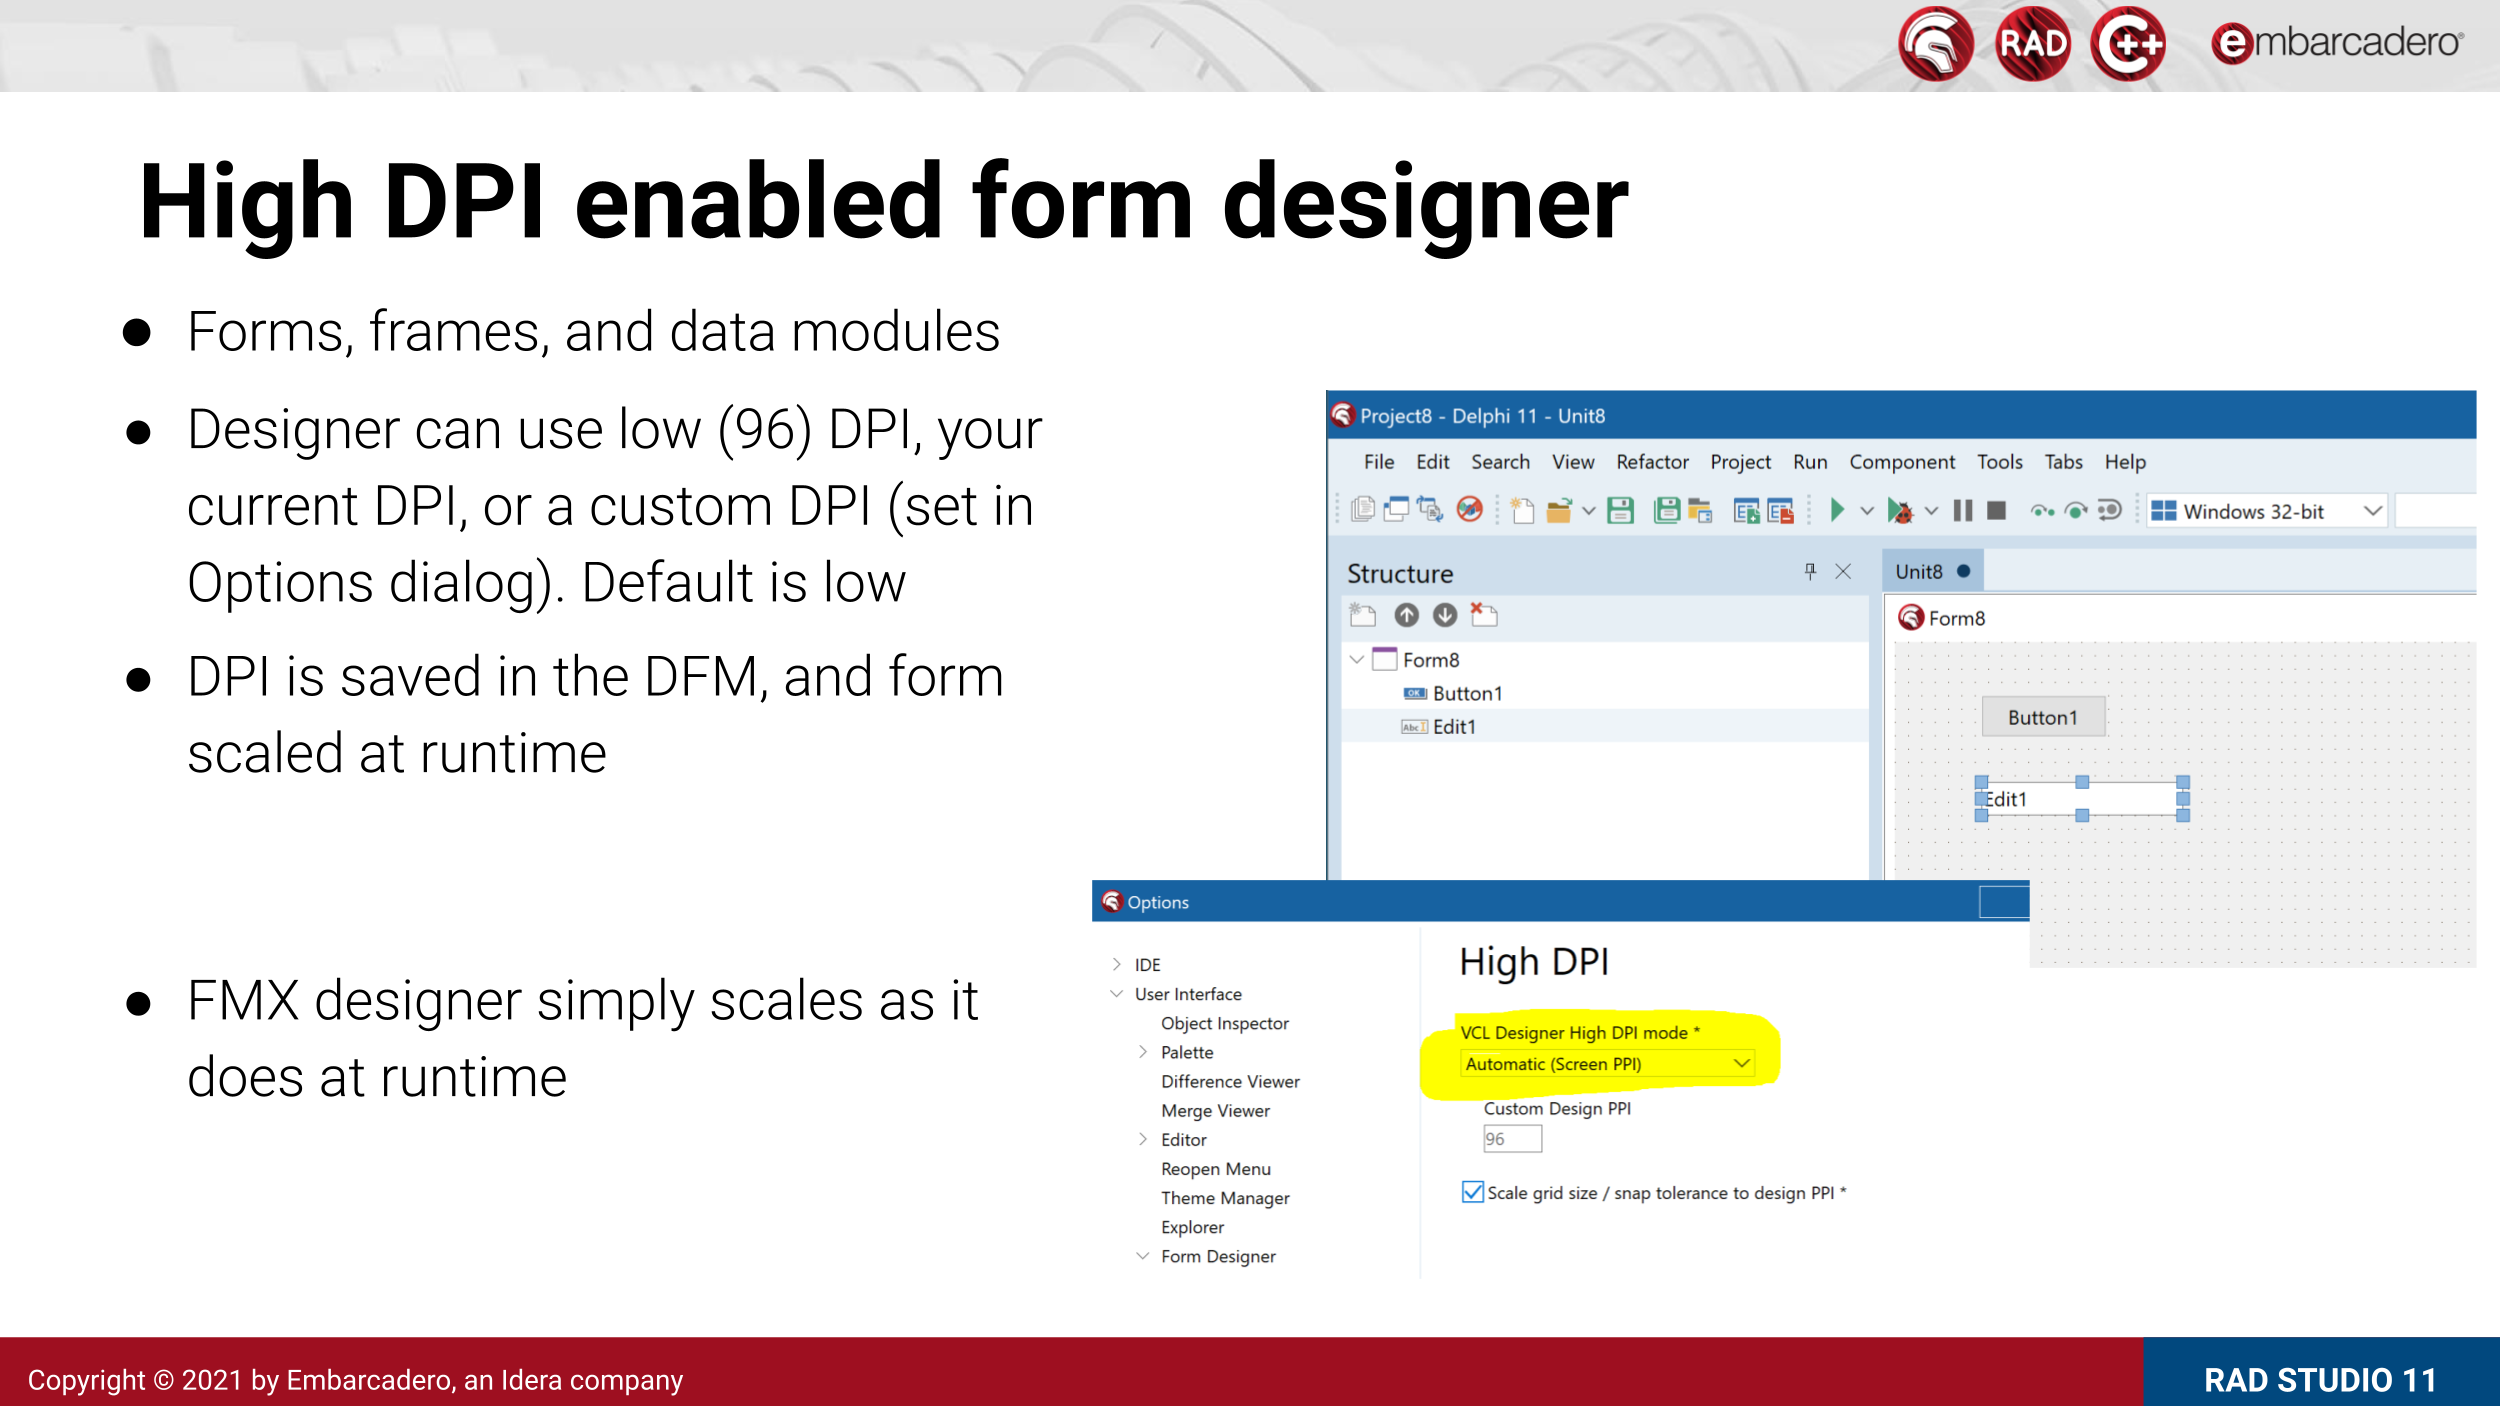 RAD
C++
embarcadero®
High DPI enabled form designer
● Forms, frames, and data modules
● Designer can use low (96) DPI, your
current DPI, or a custom DPI (set in
Options dialog). Default is low
● DPI is saved in the DFM, and form
scaled at runtime
● FMX designer simply scales as it
does at runtime
Project8 - Delphi 11 - Unit8
File Edit Search View Refactor Project Run Component Tools Tabs Help
Windows 32-bit
Structure
Unit8
Form8
Form8
OK Button1
Abc Edit1
Button1
Edit1
Options
IDE
User Interface
Object Inspector
Palette
Difference Viewer
Merge Viewer
Editor
Reopen Menu
Theme Manager
Explorer
Form Designer
High DPI
VCL Designer High DPI mode *
Automatic (Screen PPI)
Custom Design PPI
96
Scale grid size / snap tolerance to design PPI *
Copyright © 2021 by Embarcadero, an Idera company
RAD STUDIO 11